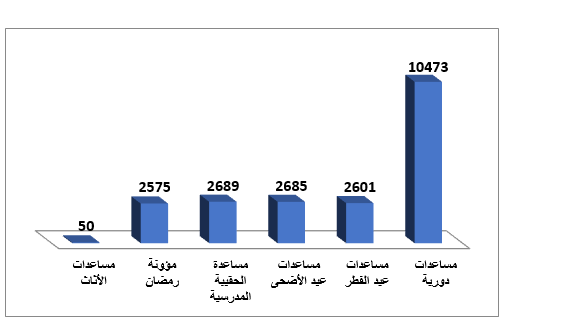 10473
2601
2685
2689
2575
50
مساعدات
دورية
مساعدات
عيد الفطر
مساعدات
عيد الأضحى
مساعدة
الحقيبة
المدرسية
مؤونة
رمضان
مساعدات
الأثاث